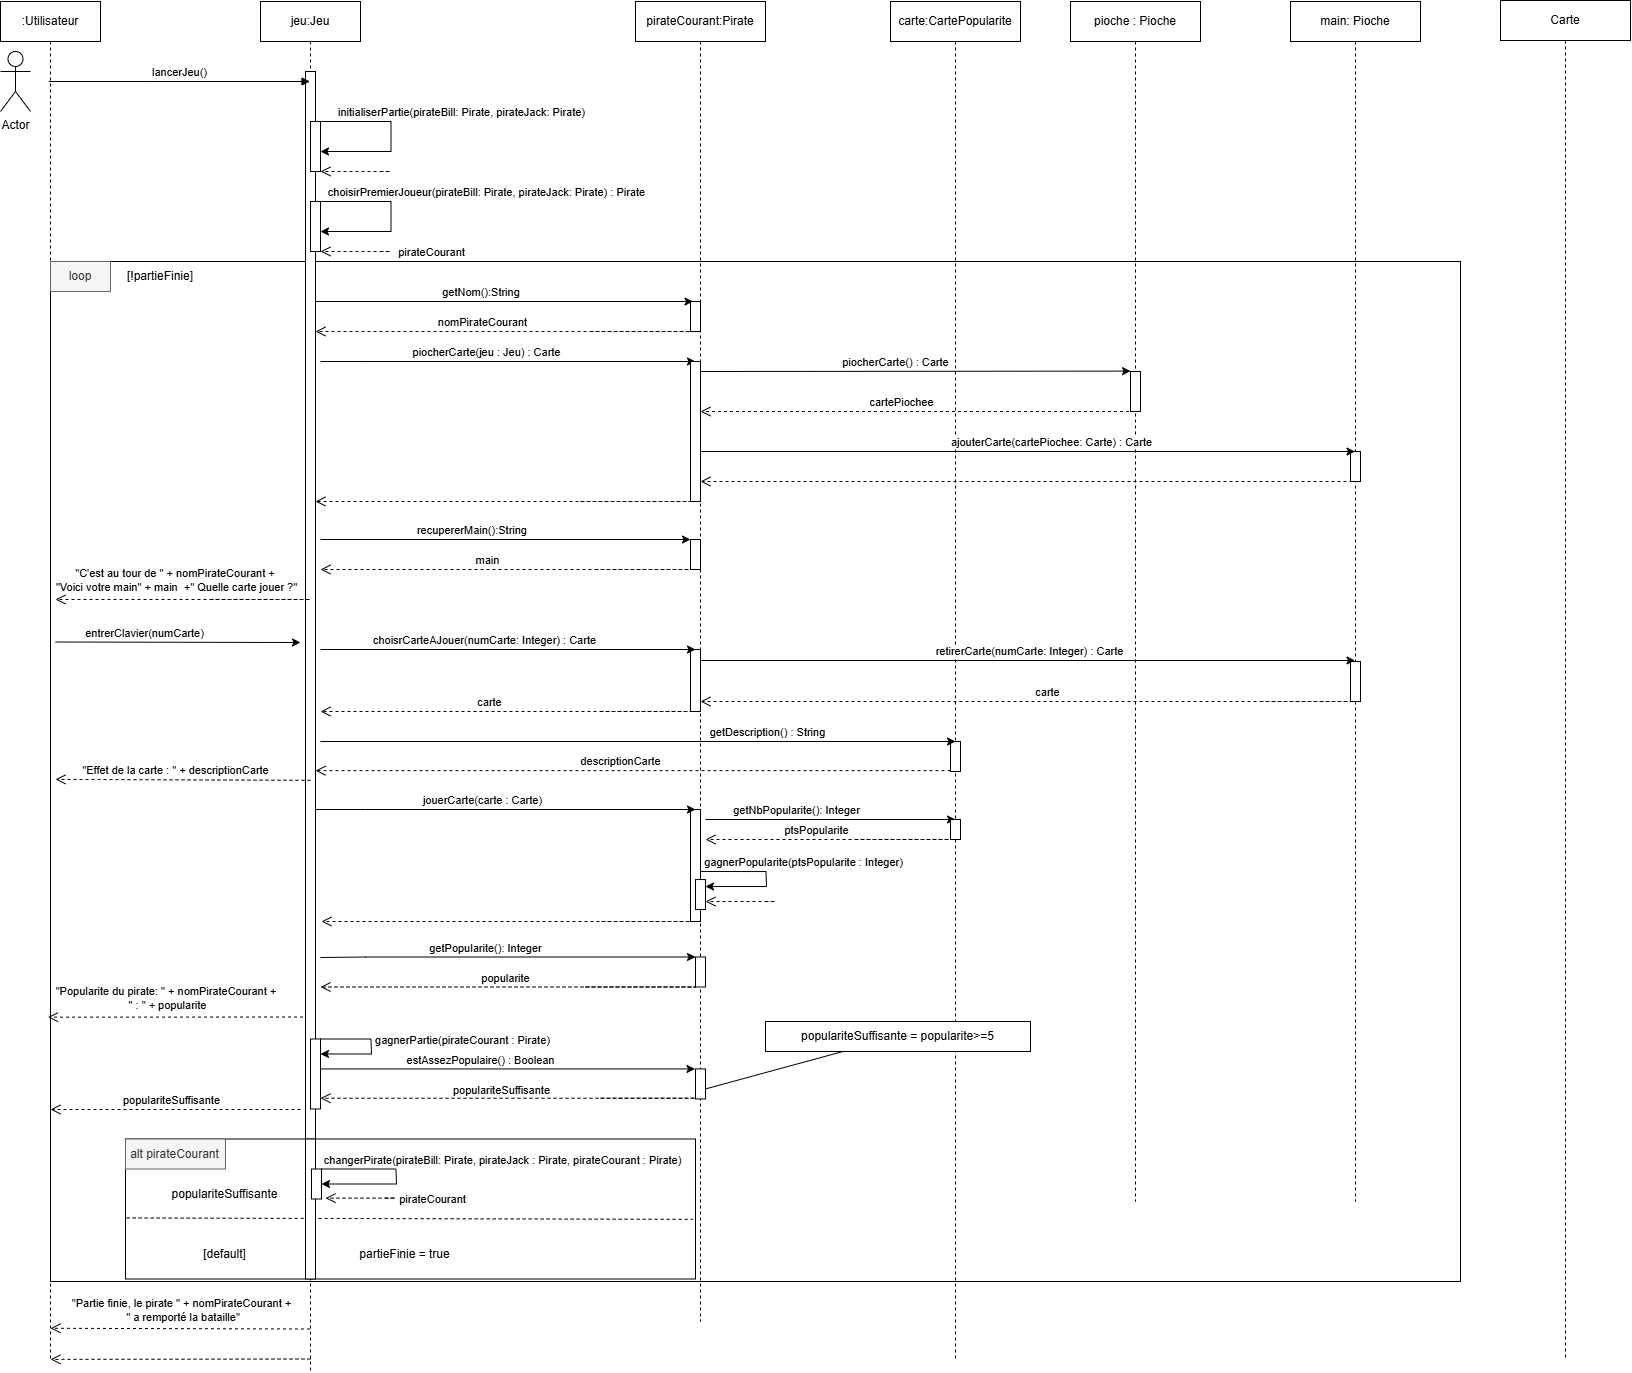 :Utilisateur
jeu:Jeu
pirateCourant:Pirate
carte:CartePopularite
pioche : Pioche
main: Pioche
Carte
Actor
lancerJeu()
initialiserPartie(pirateBill: Pirate, pirateJack: Pirate)
choisirPremierJoueur(pirateBill: Pirate, pirateJack: Pirate) : Pirate
pirateCourant
loop
[!partieFinie]
getNom():String
nomPirateCourant
piocherCarte(jeu : Jeu) : Carte
piocherCarte() : Carte
cartePiochee
ajouterCarte(cartePiochee: Carte) : Carte
recupererMain():String
main
"C'est au tour de " + nomPirateCourant +
"Voici votre main" + main  +" Quelle carte jouer ?"
entrerClavier(numCarte)
choisrCarteAJouer(numCarte: Integer) : Carte
retirerCarte(numCarte: Integer) : Carte
carte
carte
getDescription() : String
descriptionCarte
"Effet de la carte : " + descriptionCarte
jouerCarte(carte : Carte)
getNbPopularite(): Integer
ptsPopularite
gagnerPopularite(ptsPopularite : Integer)
getPopularite(): Integer
popularite
"Popularite du pirate: " + nomPirateCourant +
" : " + popularite
populariteSuffisante = popularite>=5
gagnerPartie(pirateCourant : Pirate)
estAssezPopulaire() : Boolean
populariteSuffisante
populariteSuffisante
alt pirateCourant
changerPirate(pirateBill: Pirate, pirateJack : Pirate, pirateCourant : Pirate)
populariteSuffisante
pirateCourant
[default]
partieFinie = true
"Partie finie, le pirate " + nomPirateCourant +
" a remporté la bataille"